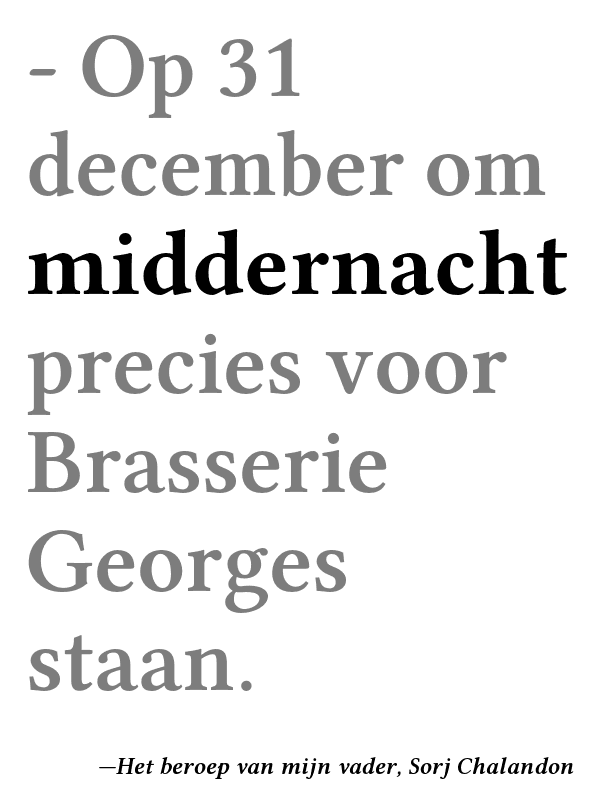 - Op 31
december om
middernacht
precies voor
Brasserie
Georges
staan.
—Het beroep van mijn vader, Sorj Chalandon